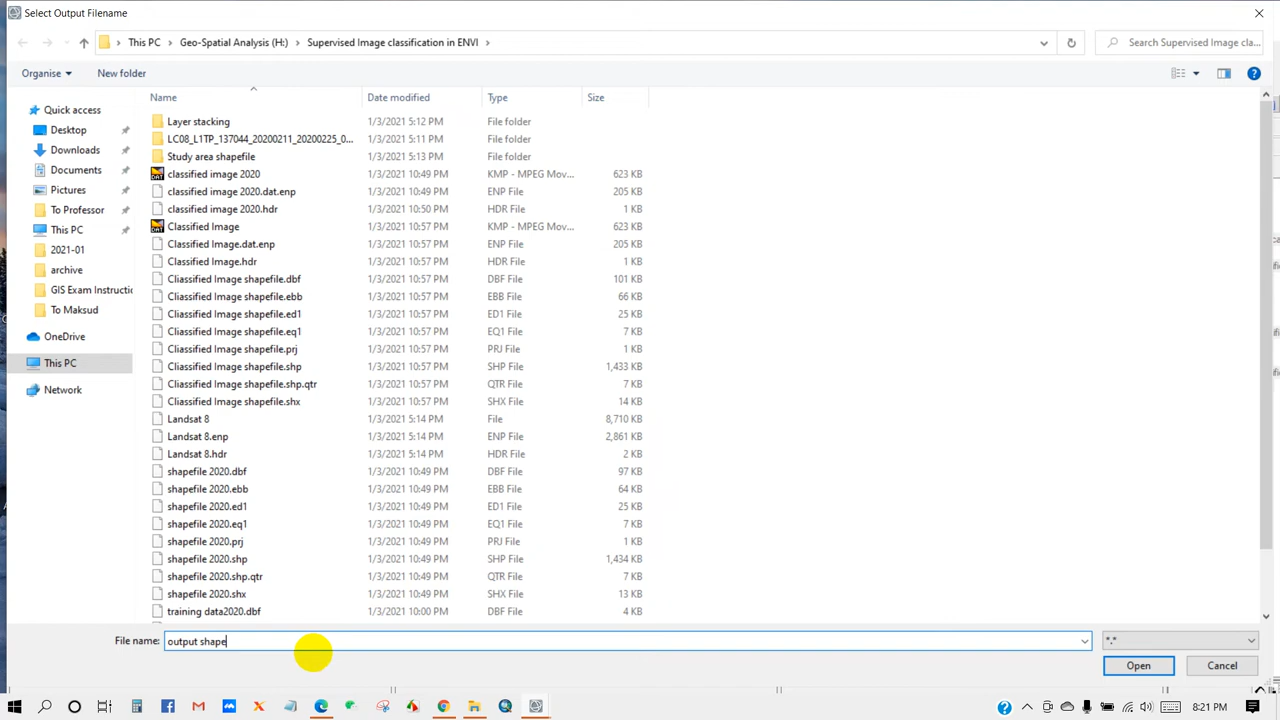 Select Output Filename
This PC > Geo-Spatial Analysis (H:) > Supervised Image classification in ENVI >
Search Supervised Image cla...
Organise
New folder
Name
Date modified
Type
Size
Quick access
Desktop
Downloads
Documents
Pictures
To Professor
This PC
2021-01
archive
GIS Exam Instructio
To Maksud
OneDrive
This PC
Network
Layer stacking 1/3/2021 5:12 PM File folder
LC08_L1TP_137044_20200211_20200225_0... 1/3/2021 5:11 PM File folder
Study area shapefile 1/3/2021 5:13 PM File folder
classified image 2020 1/3/2021 10:49 PM KMP - MPEG Mov... 623 KB
classified image 2020.dat.enp 1/3/2021 10:49 PM ENP File 205 KB
classified image 2020.hdr 1/3/2021 10:50 PM HDR File 1 KB
Classified Image 1/3/2021 10:57 PM KMP - MPEG Mov... 623 KB
Classified Image.dat.enp 1/3/2021 10:57 PM ENP File 205 KB
Classified Image.hdr 1/3/2021 10:57 PM HDR File 1 KB
Cliassified Image shapefile.dbf 1/3/2021 10:57 PM DBF File 101 KB
Cliassified Image shapefile.ebb 1/3/2021 10:57 PM EBB File 66 KB
Cliassified Image shapefile.ed1 1/3/2021 10:57 PM ED1 File 25 KB
Cliassified Image shapefile.eq1 1/3/2021 10:57 PM EQ1 File 7 KB
Cliassified Image shapefile.prj 1/3/2021 10:57 PM PRJ File 1 KB
Cliassified Image shapefile.shp 1/3/2021 10:57 PM SHP File 1,433 KB
Cliassified Image shapefile.shp.qtr 1/3/2021 10:57 PM QTR File 7 KB
Cliassified Image shapefile.shx 1/3/2021 10:57 PM SHX File 14 KB
Landsat 8 1/3/2021 5:14 PM File 8,710 KB
Landsat 8.enp 1/3/2021 5:14 PM ENP File 2,861 KB
Landsat 8.hdr 1/3/2021 5:14 PM HDR File 2 KB
shapefile 2020.dbf 1/3/2021 10:49 PM DBF File 97 KB
shapefile 2020.ebb 1/3/2021 10:49 PM EBB File 64 KB
shapefile 2020.ed1 1/3/2021 10:49 PM ED1 File 25 KB
shapefile 2020.eq1 1/3/2021 10:49 PM EQ1 File 7 KB
shapefile 2020.prj 1/3/2021 10:49 PM PRJ File 1 KB
shapefile 2020.shp 1/3/2021 10:49 PM SHP File 1,434 KB
shapefile 2020.shp.qtr 1/3/2021 10:49 PM QTR File 7 KB
shapefile 2020.shx 1/3/2021 10:49 PM SHX File 13 KB
training data2020.dbf 1/3/2021 10:00 PM DBF File 4 KB
File name: output shape
*.*
Open
Cancel
8:21 PM